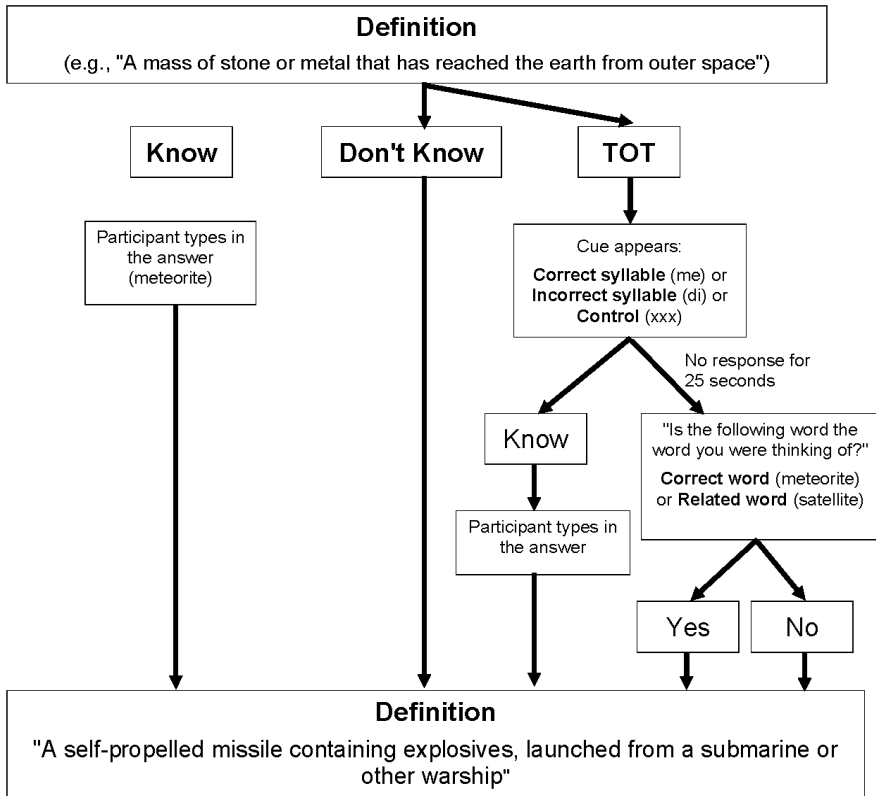 Definition
(e.g., "A mass of stone or metal that has reached the earth from outer space")
Know
Don't Know
TOT
Participant types in
the answer
(meteorite)
Cue appears:
Correct syllable (me) or
Incorrect syllable (di) or
Control (xxx)
No response for
25 seconds
Know
"Is the following word the
word you were thinking of?"
Correct word (meteorite)
or Related word (satellite)
Participant types in
the answer
Yes
No
Definition
"A self-propelled missile containing explosives, launched from a submarine or
other warship"